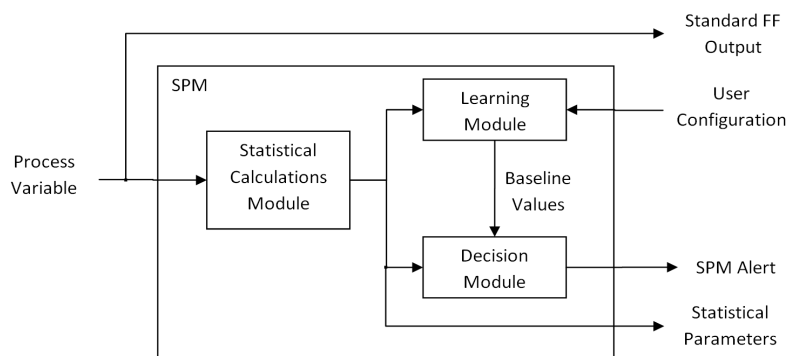 Standard FF
Output
SPM
Learning
Module
User
Configuration
Statistical
Calculations
Module
Process
Variable
Baseline
Values
Decision
Module
SPM Alert
Statistical
Parameters